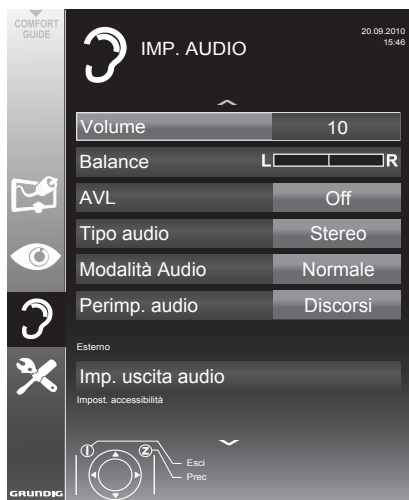 COMFORT
GUIDE
IMP. AUDIO
20.09.2010
15:46
Volume 10
Balance L R
AVL Off
Tipo audio Stereo
Modalità Audio Normale
Perimp. audio Discorsi
Esterno
Imp. uscita audio
Impost. accessibilità
Z
Esci
Prec
GRUNDIG